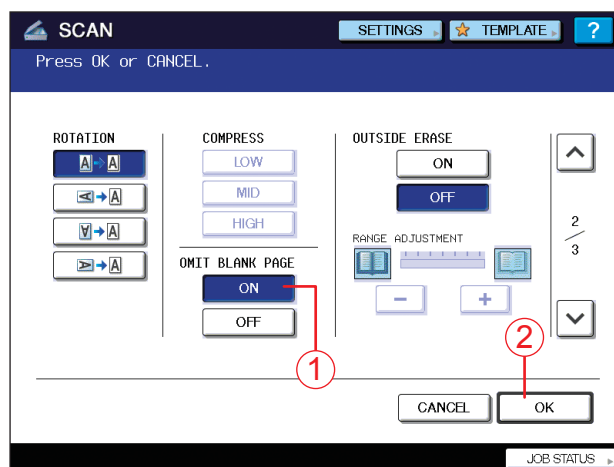 SCAN
SETTINGS
TEMPLATE
?
Press OK or CANCEL.
ROTATION
A→A
A→A
A→A
A→A
COMPRESS
LOW
MID
HIGH
OMIT BLANK PAGE
ON
OFF
OUTSIDE ERASE
ON
OFF
RANGE ADJUSTMENT
−
+
2
3
1
2
CANCEL
OK
JOB STATUS